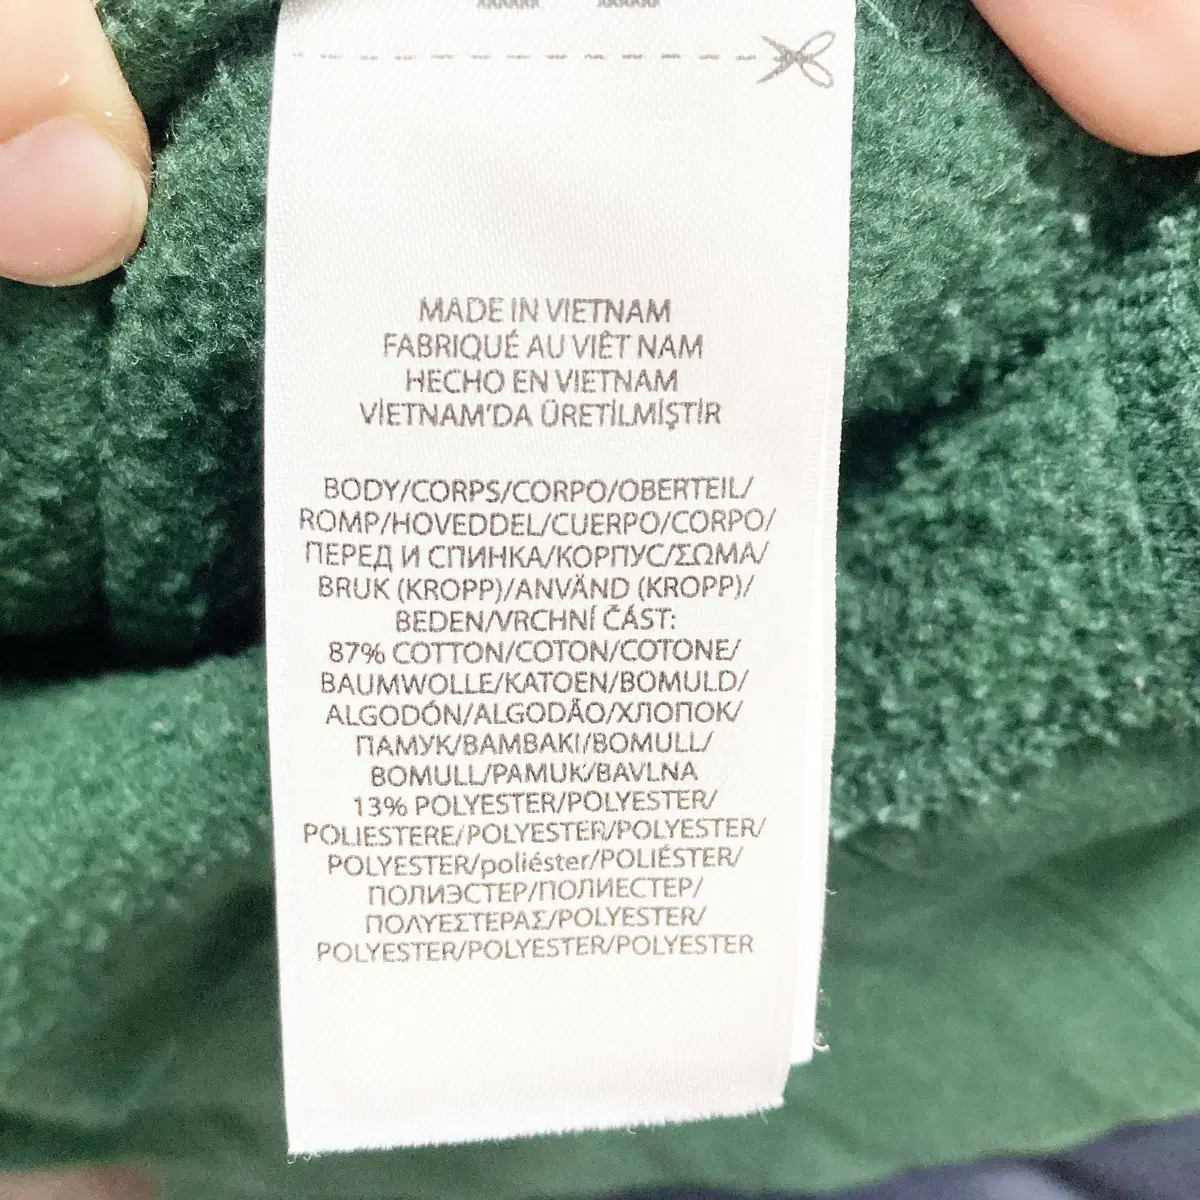 MADE IN VIETNAM
FABRIQUÉ AU VIÊT NAM
HECHO EN VIETNAM
VİETNAM'DA ÜRETİLMİŞTİR
BODY/CORPS/CORPO/OBERTEIL/
ROMP/HOVEDDEL/CUERPO/CORPO/
ПЕРЕД И СПИНКА/КОРПУС/ΣΩΜΑ/
BRUK (KROPP)/ANVÄND (KROPP)/
BEDEN/VRCHNÍ ČÁST:
87% COTTON/COTON/COTONE/
BAUMWOLLE/KATOEN/BOMULD/
ALGODÓN/ALGODÃO/ХЛОПОК/
ПАМУК/ΒΑΜΒΑΚΙ/BOMULL/
BOMULL/PAMUK/BAVLNA
13% POLYESTER/POLYESTER/
POLIESTERE/POLYESTER/POLYESTER/
POLYESTER/poliéster/POLIÉSTER/
ПОЛИЭСТЕР/ПОЛИЕСТЕР/
ΠΟΛΥΕΣΤΕΡΑΣ/POLYESTER/
POLYESTER/POLYESTER/POLYESTER